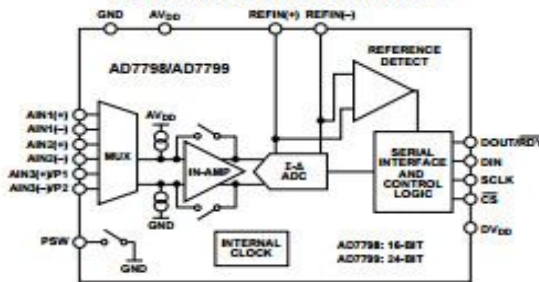 GND AVDD REFIN(+) REFIN(–)
REFERENCE
DETECT
AD7798/AD7799
AIN1(+)
AIN1(–)
AIN2(+)
AIN2(–)
AIN3(+)/P1
AIN3(–)/P2
MUX
AVDD
IN-AMP
GND
Σ-Δ
ADC
SERIAL
INTERFACE
AND
CONTROL
LOGIC
DOUT/RDY
DIN
SCLK
CS
DVDD
PSW
GND
INTERNAL
CLOCK
AD7798: 16-BIT
AD7799: 24-BIT